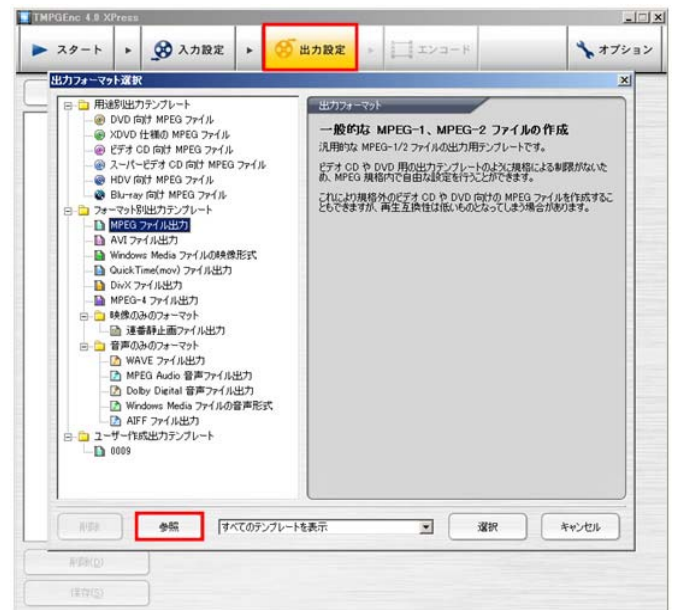 TMPGEnc 4.0 XPress
スタート
入力設定
出力設定
エンコード
オプション
出力フォーマット選択
用途別出力テンプレート
DVD 向け MPEG ファイル
XDVD 仕様の MPEG ファイル
ビデオ CD 向け MPEG ファイル
スーパービデオ CD 向け MPEG ファイル
HDV 向け MPEG ファイル
Blu-ray 向け MPEG ファイル
フォーマット別出力テンプレート
MPEG ファイル出力
AVI ファイル出力
Windows Media ファイルの映像形式
QuickTime(mov) ファイル出力
DivX ファイル出力
MPEG-4 ファイル出力
映像のみのフォーマット
連番静止画ファイル出力
音声のみのフォーマット
WAVE ファイル出力
MPEG Audio 音声ファイル出力
Dolby Digital 音声ファイル出力
Windows Media ファイルの音声形式
AIFF ファイル出力
ユーザー作成出力テンプレート
0009
出力フォーマット
一般的な MPEG-1、MPEG-2 ファイルの作成
汎用的な MPEG-1/2 ファイルの出力用テンプレートです。
ビデオ CD や DVD 用の出力テンプレートのように規格による制限がないた
め、MPEG 規格内で自由な設定を行うことができます。
これにより規格外のビデオ CD や DVD 向けの MPEG ファイルを作成するこ
ともできますが、再生互換性は低いものとなってしまう場合があります。
削除
参照
すべてのテンプレートを表示
選択
キャンセル
削除(D)
保存(S)